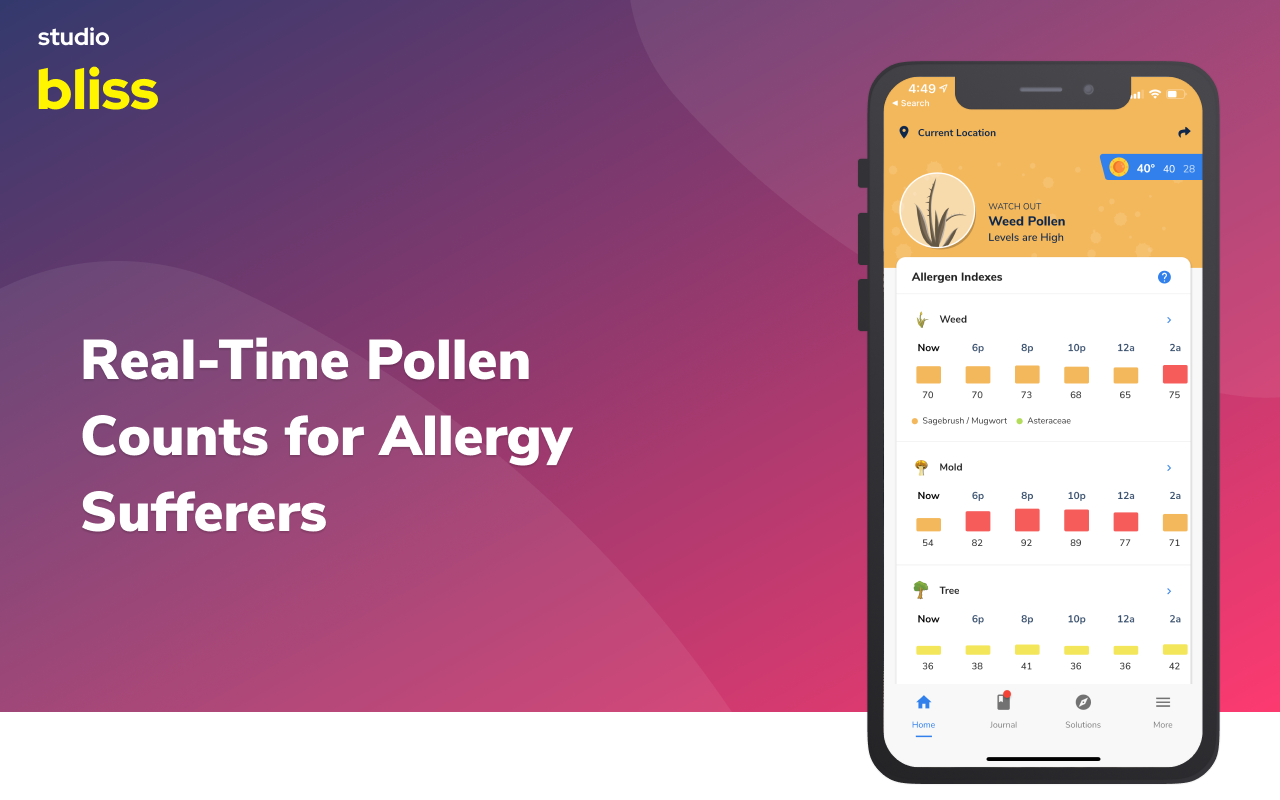 studio
bliss
Real-Time Pollen
Counts for Allergy
Sufferers
4:49
◀ Search
Current Location
40° 40 28
WATCH OUT
Weed Pollen
Levels are High
Allergen Indexes
?
Weed
Now 6p 8p 10p 12a 2a
70 70 73 68 65 75
Sagebrush / Mugwort Asteraceae
Mold
Now 6p 8p 10p 12a 2a
54 82 92 89 77 71
Tree
Now 6p 8p 10p 12a 2a
36 38 41 36 36 42
Home Journal Solutions More